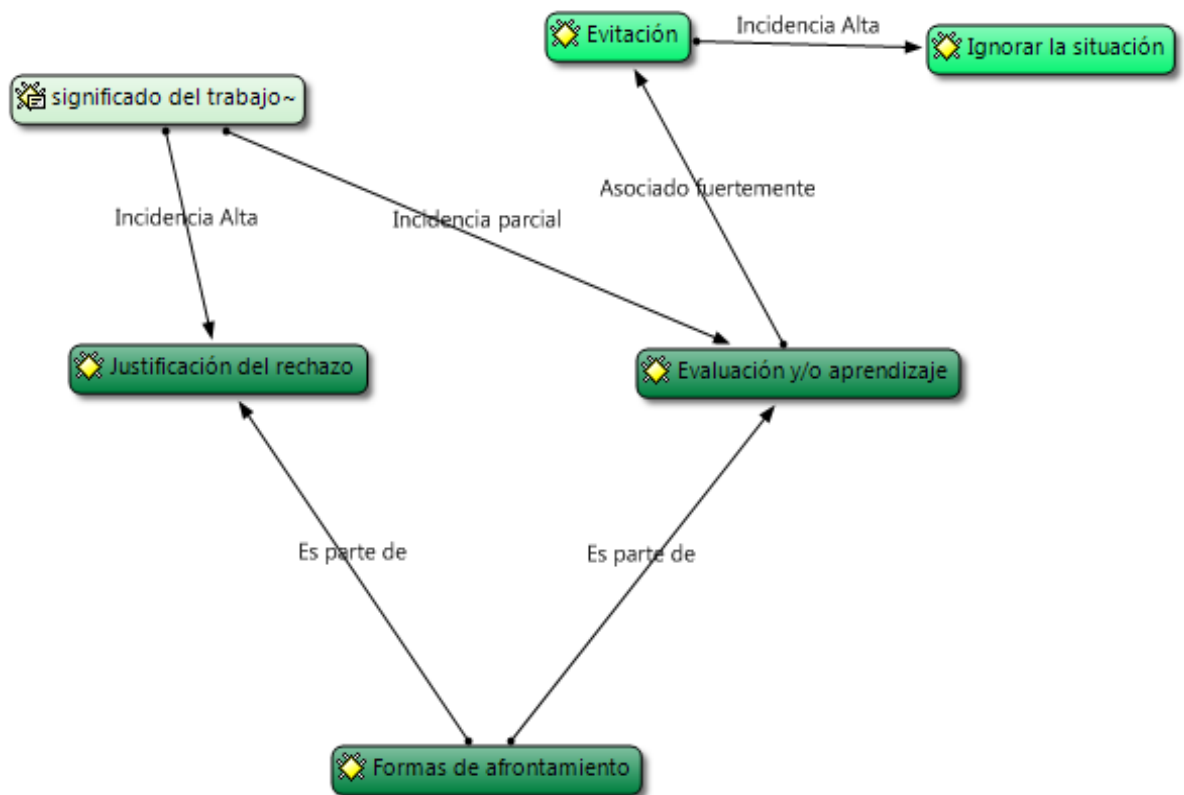 Evitación
Incidencia Alta
Ignorar la situación
significado del trabajo~
Asociado fuertemente
Incidencia Alta
Incidencia parcial
Justificación del rechazo
Evaluación y/o aprendizaje
Es parte de
Es parte de
Formas de afrontamiento